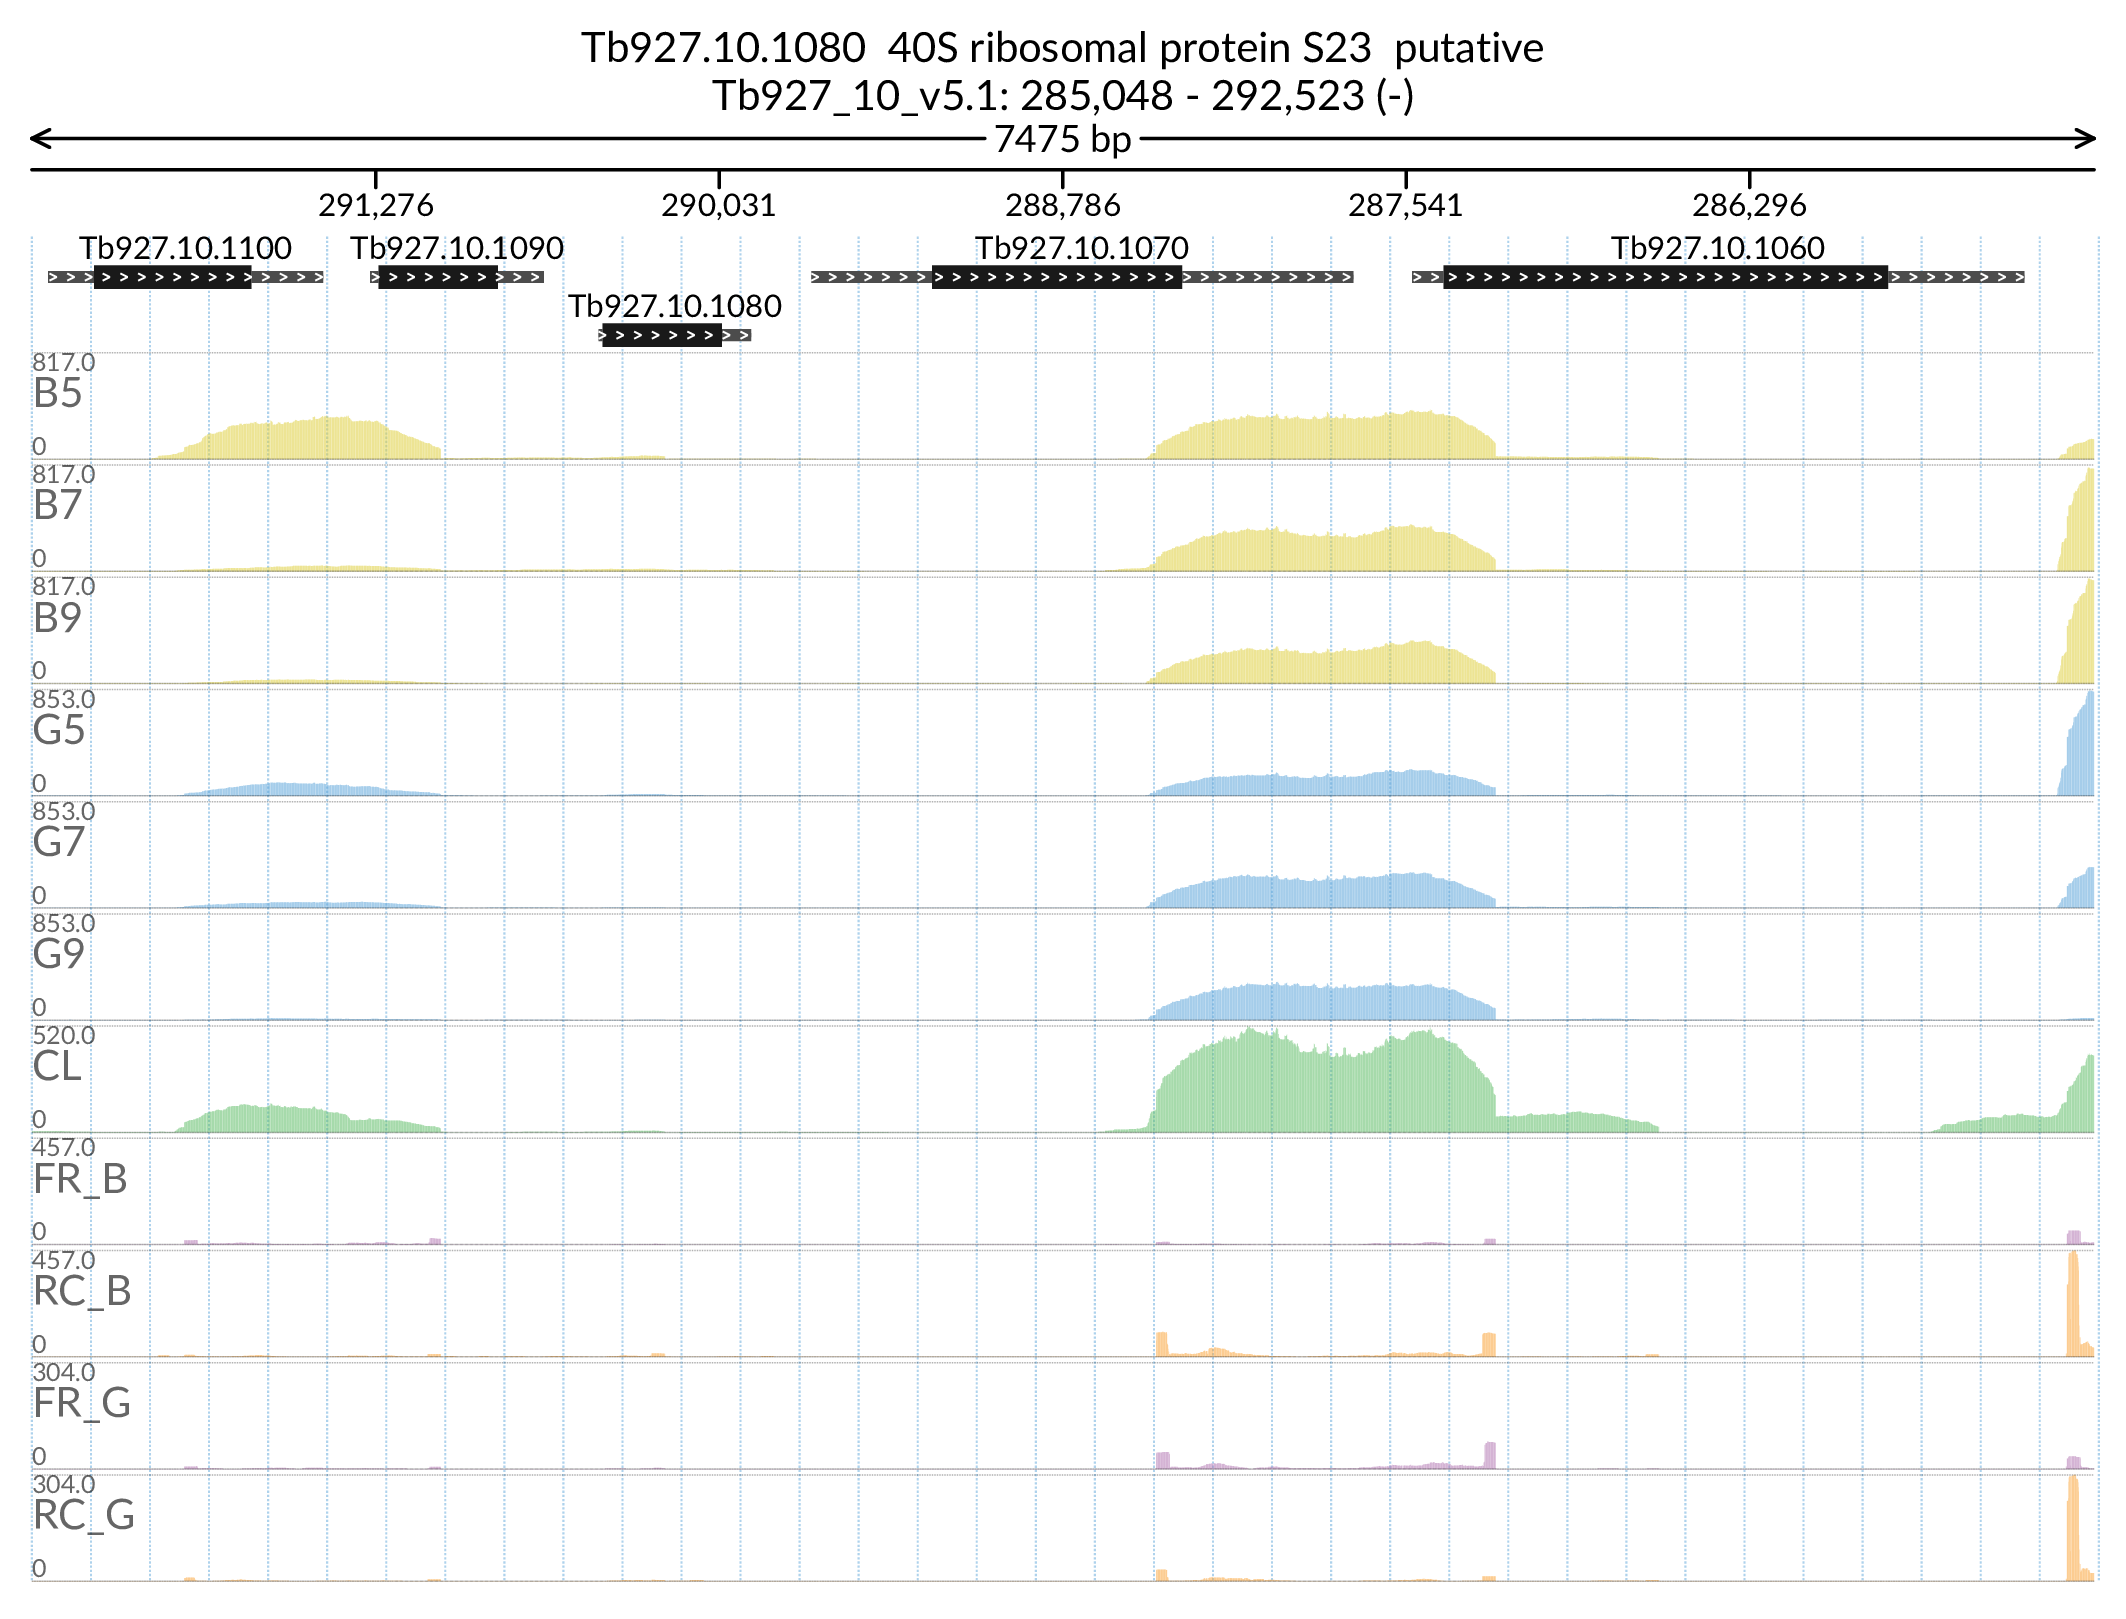 Tb927.10.1080  40S ribosomal protein S23  putative
Tb927_10_v5.1: 285,048 - 292,523 (-)
7475 bp
291,276 290,031 288,786 287,541 286,296
Tb927.10.1100 Tb927.10.1090 Tb927.10.1070 Tb927.10.1060
Tb927.10.1080
817.0
B5
0
817.0
B7
0
817.0
B9
0
853.0
G5
0
853.0
G7
0
853.0
G9
0
520.0
CL
0
457.0
FR_B
0
457.0
RC_B
0
304.0
FR_G
0
304.0
RC_G
0